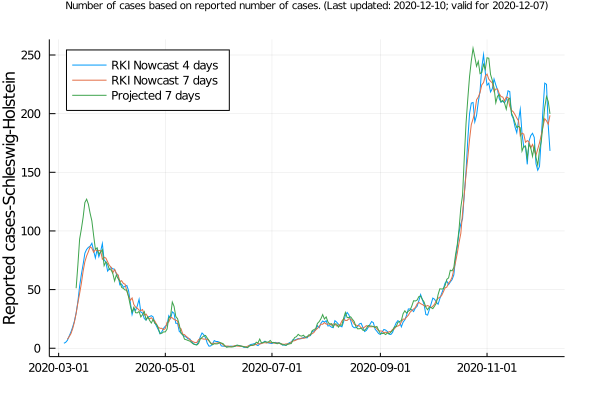 Number of cases based on reported number of cases. (Last updated: 2020-12-10; valid for 2020-12-07)
250
200
150
100
50
0
Reported cases-Schleswig-Holstein
RKI Nowcast 4 days
RKI Nowcast 7 days
Projected 7 days
2020-03-01
2020-05-01
2020-07-01
2020-09-01
2020-11-01